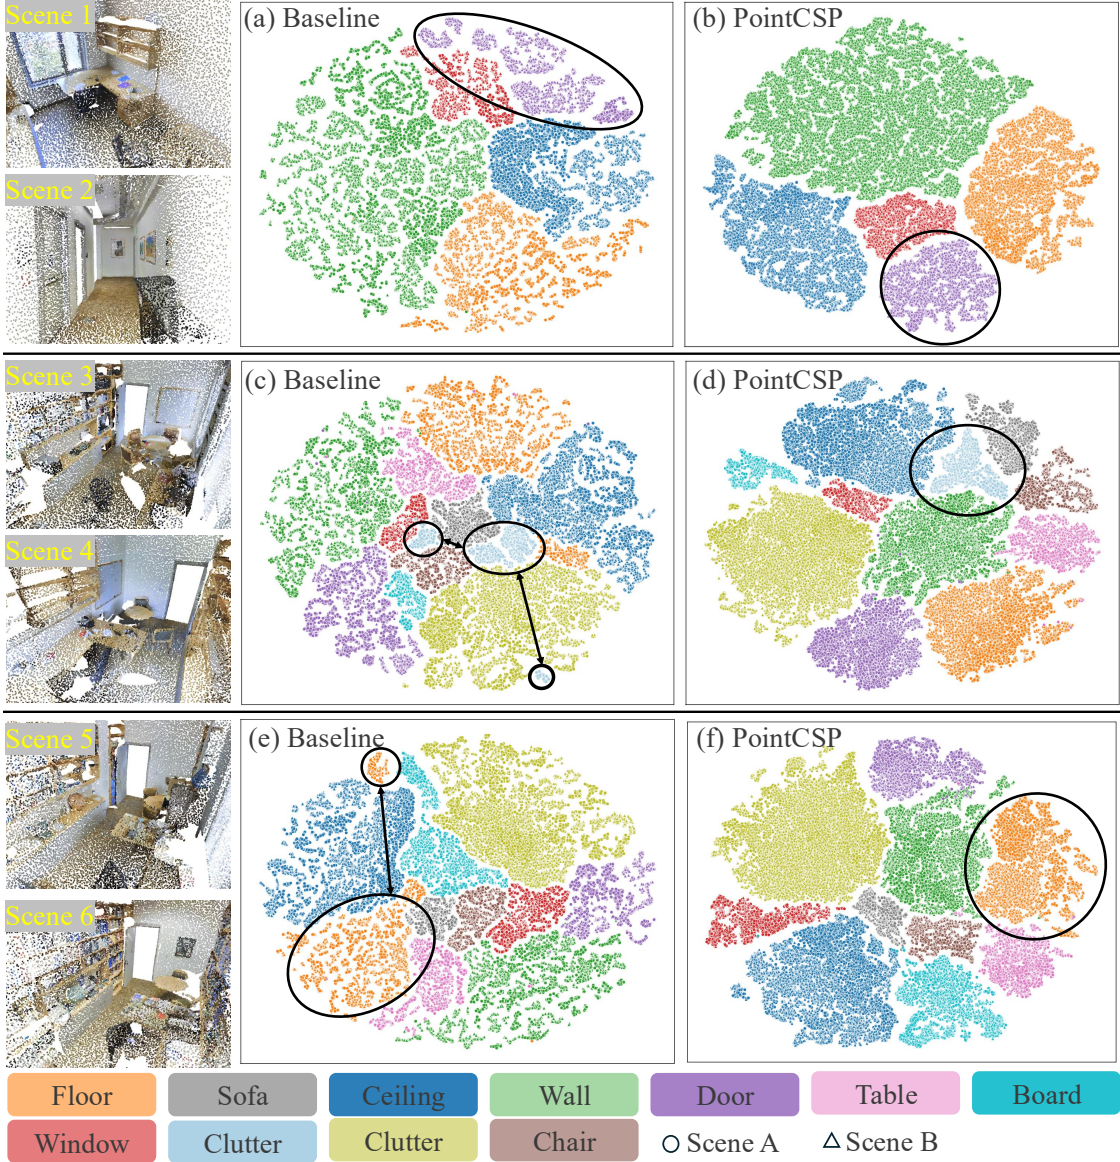 Scene 1
(a) Baseline
(b) PointCSP
Scene 2
Scene 3
(c) Baseline
(d) PointCSP
Scene 4
Scene 5
(e) Baseline
(f) PointCSP
Scene 6
Floor Sofa Ceiling Wall Door Table Board
Window Clutter Clutter Chair Scene A Scene B